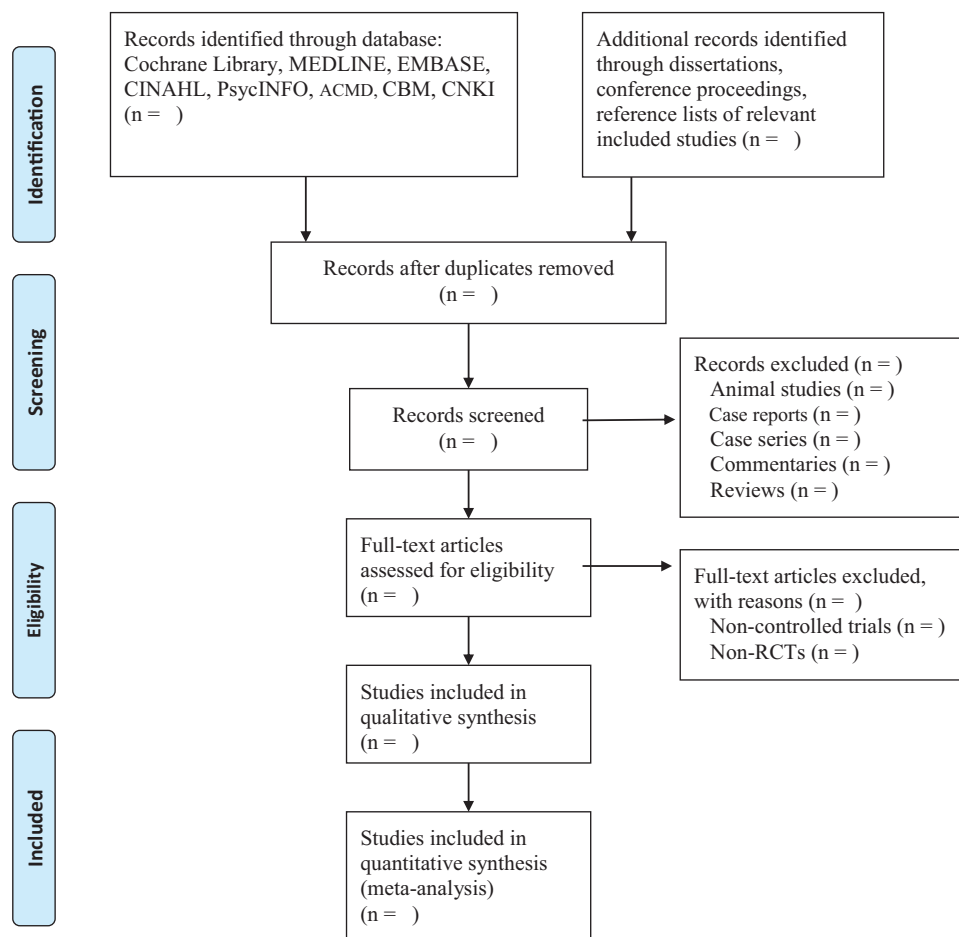 Identification
Records identified through database:
Cochrane Library, MEDLINE, EMBASE,
CINAHL, PsycINFO, ACMD, CBM, CNKI
(n =   )
Additional records identified
through dissertations,
conference proceedings,
reference lists of relevant
included studies (n =   )
Records after duplicates removed
(n =   )
Screening
Records screened
(n =   )
Records excluded (n = )
Animal studies (n = )
Case reports (n = )
Case series (n = )
Commentaries (n = )
Reviews (n = )
Eligibility
Full-text articles
assessed for eligibility
(n =   )
Full-text articles excluded,
with reasons (n =  )
Non-controlled trials (n = )
Non-RCTs (n = )
Studies included in
qualitative synthesis
(n =   )
Included
Studies included in
quantitative synthesis
(meta-analysis)
(n =   )